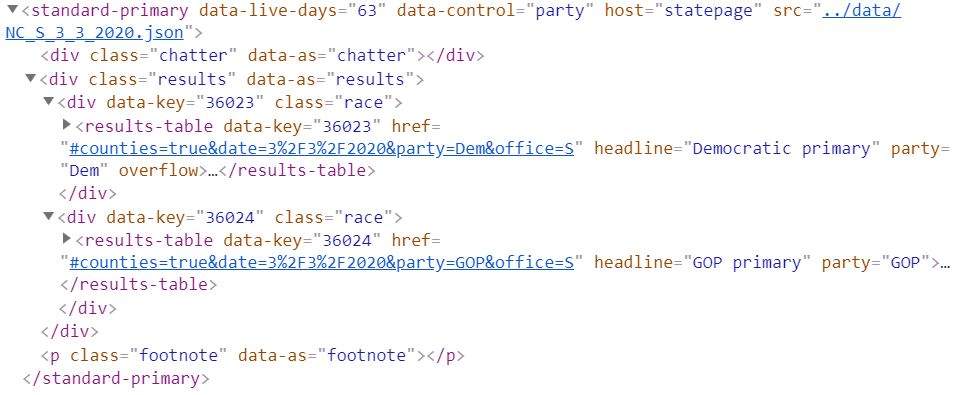 ▼<standard-primary data-live-days="63" data-control="party" host="statepage" src="../data/
NC_S_3_3_2020.json">
<div class="chatter" data-as="chatter"></div>
▼<div class="results" data-as="results">
▼<div data-key="36023" class="race">
▶<results-table data-key="36023" href=
"#counties=true&date=3%2F3%2F2020&party=Dem&office=S" headline="Democratic primary" party=
"Dem" overflow>…</results-table>
</div>
▼<div data-key="36024" class="race">
▶<results-table data-key="36024" href=
"#counties=true&date=3%2F3%2F2020&party=GOP&office=S" headline="GOP primary" party="GOP">…
</results-table>
</div>
</div>
<p class="footnote" data-as="footnote"></p>
</standard-primary>